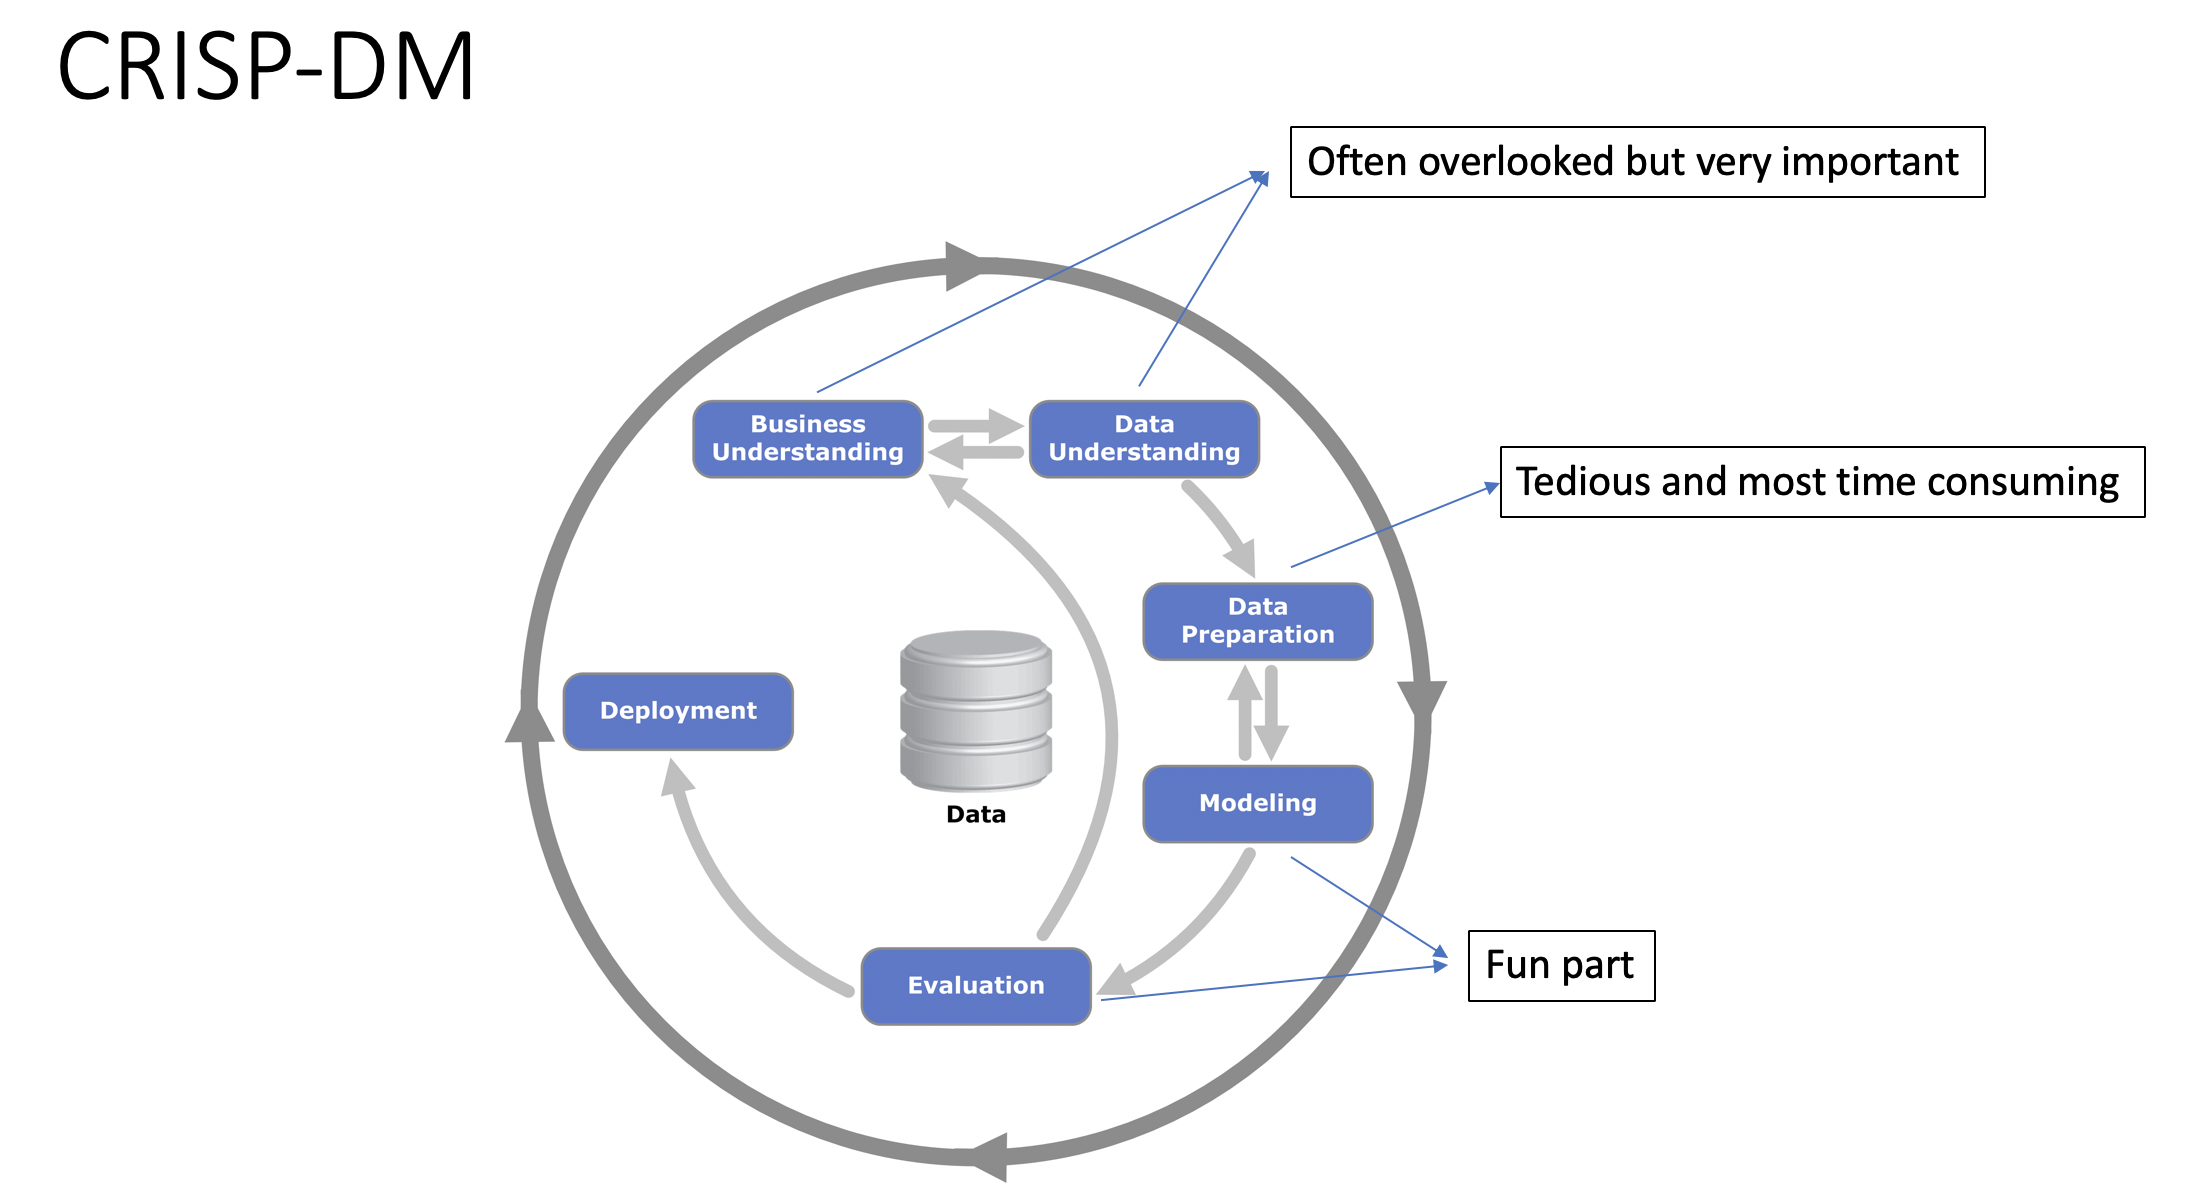 CRISP-DM
Often overlooked but very important
Business
Understanding
Data
Understanding
Tedious and most time consuming
Data
Preparation
Deployment
Modeling
Data
Fun part
Evaluation